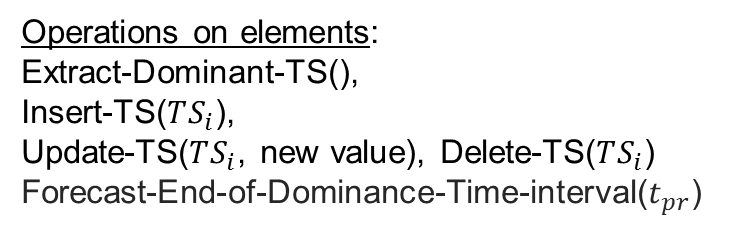 Operations on elements:
Extract-Dominant-TS(),
Insert-TS(TSᵢ),
Update-TS(TSᵢ, new value), Delete-TS(TSᵢ)
Forecast-End-of-Dominance-Time-interval(tₚᵣ)